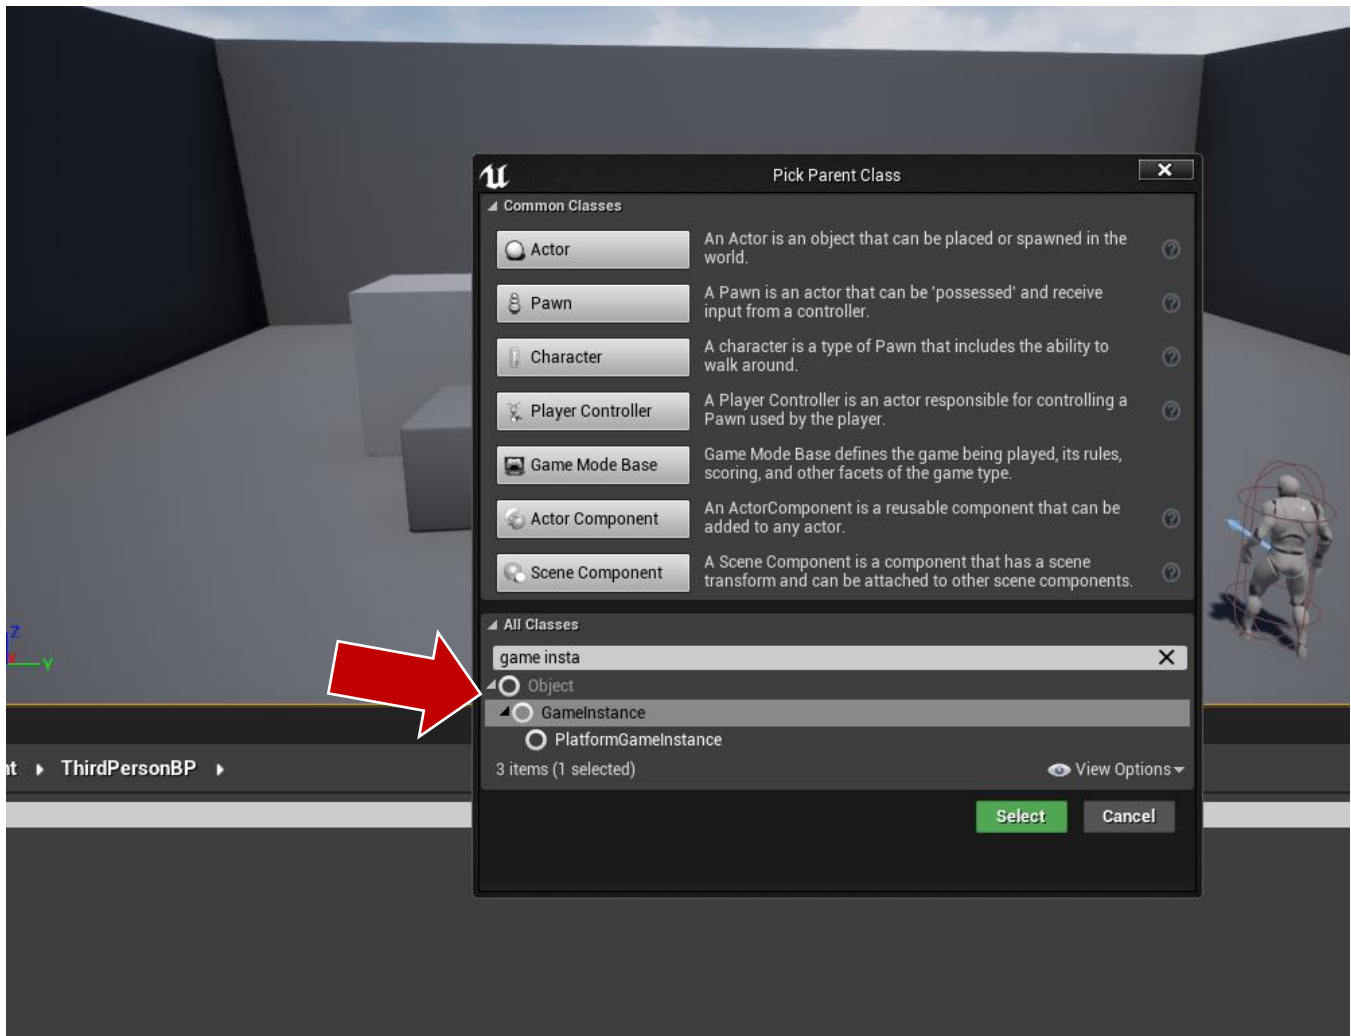 Pick Parent Class
Common Classes
Actor
An Actor is an object that can be placed or spawned in the
world.
Pawn
A Pawn is an actor that can be 'possessed' and receive
input from a controller.
Character
A character is a type of Pawn that includes the ability to
walk around.
Player Controller
A Player Controller is an actor responsible for controlling a
Pawn used by the player.
Game Mode Base
Game Mode Base defines the game being played, its rules,
scoring, and other facets of the game type.
Actor Component
An ActorComponent is a reusable component that can be
added to any actor.
Scene Component
A Scene Component is a component that has a scene
transform and can be attached to other scene components.
All Classes
game insta
Object
GameInstance
PlatformGameInstance
3 items (1 selected)
View Options
Select
Cancel
Z
Y
nt
ThirdPersonBP